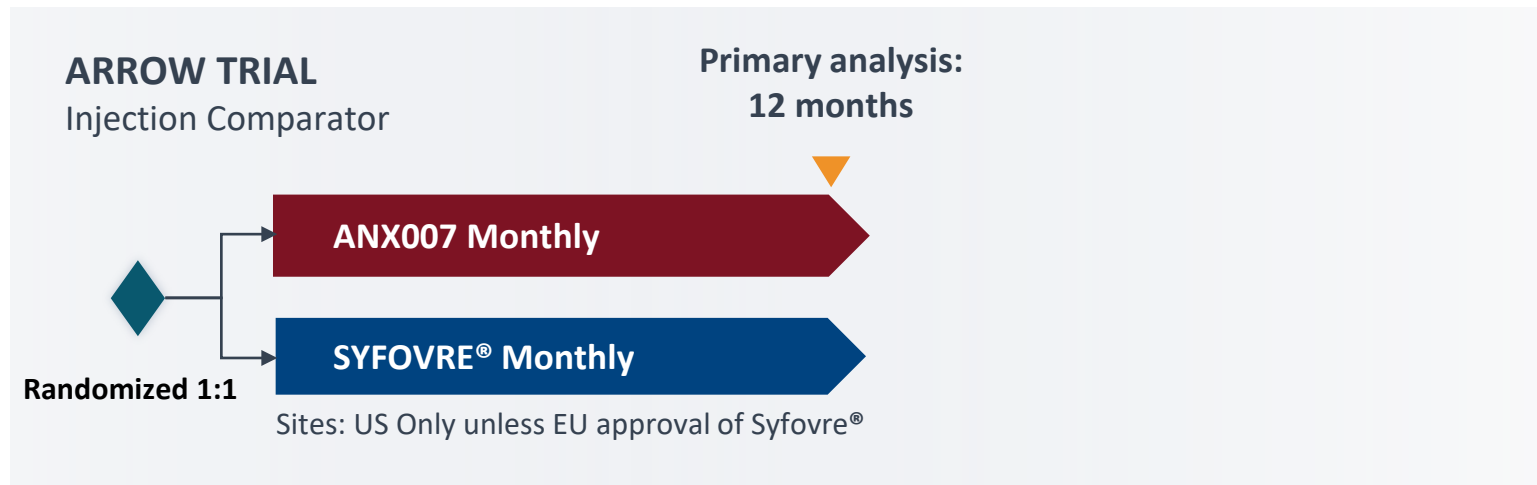 ARROW TRIAL
Injection Comparator
Primary analysis:
12 months
ANX007 Monthly
SYFOVRE® Monthly
Randomized 1:1
Sites: US Only unless EU approval of Syfovre®